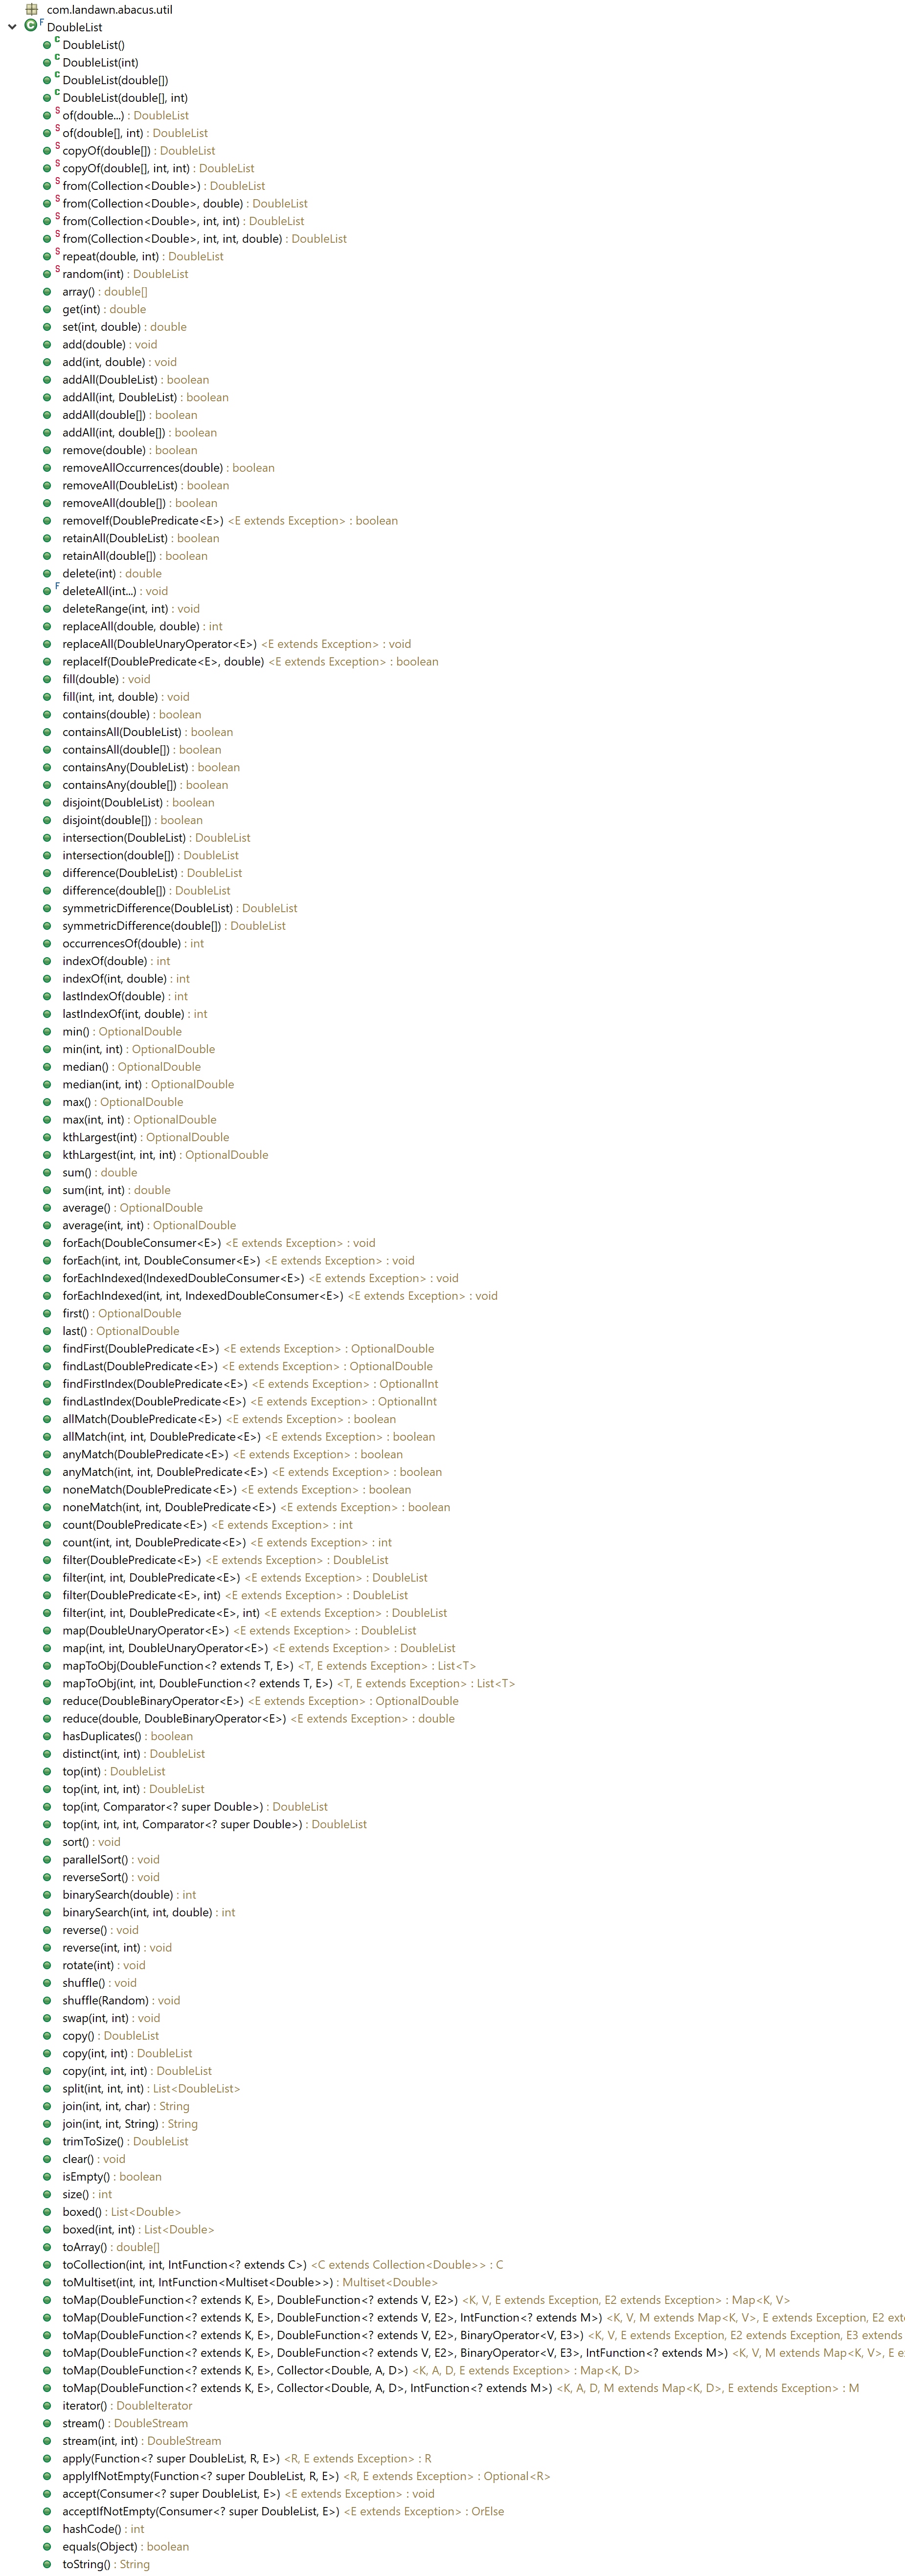 com.landawn.abacus.util
DoubleList
DoubleList()
DoubleList(int)
DoubleList(double[])
DoubleList(double[], int)
of(double...) : DoubleList
of(double[], int) : DoubleList
copyOf(double[]) : DoubleList
copyOf(double[], int, int) : DoubleList
from(Collection<Double>) : DoubleList
from(Collection<Double>, double) : DoubleList
from(Collection<Double>, int, int) : DoubleList
from(Collection<Double>, int, int, double) : DoubleList
repeat(double, int) : DoubleList
random(int) : DoubleList
array() : double[]
get(int) : double
set(int, double) : double
add(double) : void
add(int, double) : void
addAll(DoubleList) : boolean
addAll(int, DoubleList) : boolean
addAll(double[]) : boolean
addAll(int, double[]) : boolean
remove(double) : boolean
removeAllOccurrences(double) : boolean
removeAll(DoubleList) : boolean
removeAll(double[]) : boolean
removeIf(DoublePredicate<E>) <E extends Exception> : boolean
retainAll(DoubleList) : boolean
retainAll(double[]) : boolean
delete(int) : double
deleteAll(int...) : void
deleteRange(int, int) : void
replaceAll(double, double) : int
replaceAll(DoubleUnaryOperator<E>) <E extends Exception> : void
replaceIf(DoublePredicate<E>, double) <E extends Exception> : boolean
fill(double) : void
fill(int, int, double) : void
contains(double) : boolean
containsAll(DoubleList) : boolean
containsAll(double[]) : boolean
containsAny(DoubleList) : boolean
containsAny(double[]) : boolean
disjoint(DoubleList) : boolean
disjoint(double[]) : boolean
intersection(DoubleList) : DoubleList
intersection(double[]) : DoubleList
difference(DoubleList) : DoubleList
difference(double[]) : DoubleList
symmetricDifference(DoubleList) : DoubleList
symmetricDifference(double[]) : DoubleList
occurrencesOf(double) : int
indexOf(double) : int
indexOf(int, double) : int
lastIndexOf(double) : int
lastIndexOf(int, double) : int
min() : OptionalDouble
min(int, int) : OptionalDouble
median() : OptionalDouble
median(int, int) : OptionalDouble
max() : OptionalDouble
max(int, int) : OptionalDouble
kthLargest(int) : OptionalDouble
kthLargest(int, int, int) : OptionalDouble
sum() : double
sum(int, int) : double
average() : OptionalDouble
average(int, int) : OptionalDouble
forEach(DoubleConsumer<E>) <E extends Exception> : void
forEach(int, int, DoubleConsumer<E>) <E extends Exception> : void
forEachIndexed(IndexedDoubleConsumer<E>) <E extends Exception> : void
forEachIndexed(int, int, IndexedDoubleConsumer<E>) <E extends Exception> : void
first() : OptionalDouble
last() : OptionalDouble
findFirst(DoublePredicate<E>) <E extends Exception> : OptionalDouble
findLast(DoublePredicate<E>) <E extends Exception> : OptionalDouble
findFirstIndex(DoublePredicate<E>) <E extends Exception> : OptionalInt
findLastIndex(DoublePredicate<E>) <E extends Exception> : OptionalInt
allMatch(DoublePredicate<E>) <E extends Exception> : boolean
allMatch(int, int, DoublePredicate<E>) <E extends Exception> : boolean
anyMatch(DoublePredicate<E>) <E extends Exception> : boolean
anyMatch(int, int, DoublePredicate<E>) <E extends Exception> : boolean
noneMatch(DoublePredicate<E>) <E extends Exception> : boolean
noneMatch(int, int, DoublePredicate<E>) <E extends Exception> : boolean
count(DoublePredicate<E>) <E extends Exception> : int
count(int, int, DoublePredicate<E>) <E extends Exception> : int
filter(DoublePredicate<E>) <E extends Exception> : DoubleList
filter(int, int, DoublePredicate<E>) <E extends Exception> : DoubleList
filter(DoublePredicate<E>, int) <E extends Exception> : DoubleList
filter(int, int, DoublePredicate<E>, int) <E extends Exception> : DoubleList
map(DoubleUnaryOperator<E>) <E extends Exception> : DoubleList
map(int, int, DoubleUnaryOperator<E>) <E extends Exception> : DoubleList
mapToObj(DoubleFunction<? extends T, E>) <T, E extends Exception> : List<T>
mapToObj(int, int, DoubleFunction<? extends T, E>) <T, E extends Exception> : List<T>
reduce(DoubleBinaryOperator<E>) <E extends Exception> : OptionalDouble
reduce(double, DoubleBinaryOperator<E>) <E extends Exception> : double
hasDuplicates() : boolean
distinct(int, int) : DoubleList
top(int) : DoubleList
top(int, int, int) : DoubleList
top(int, Comparator<? super Double>) : DoubleList
top(int, int, int, Comparator<? super Double>) : DoubleList
sort() : void
parallelSort() : void
reverseSort() : void
binarySearch(double) : int
binarySearch(int, int, double) : int
reverse() : void
reverse(int, int) : void
rotate(int) : void
shuffle() : void
shuffle(Random) : void
swap(int, int) : void
copy() : DoubleList
copy(int, int) : DoubleList
copy(int, int, int) : DoubleList
split(int, int, int) : List<DoubleList>
join(int, int, char) : String
join(int, int, String) : String
trimToSize() : DoubleList
clear() : void
isEmpty() : boolean
size() : int
boxed() : List<Double>
boxed(int, int) : List<Double>
toArray() : double[]
toCollection(int, int, IntFunction<? extends C>) <C extends Collection<Double>> : C
toMultiset(int, int, IntFunction<Multiset<Double>>) : Multiset<Double>
toMap(DoubleFunction<? extends K, E>, DoubleFunction<? extends V, E2>) <K, V, E extends Exception, E2 extends Exception> : Map<K, V>
toMap(DoubleFunction<? extends K, E>, DoubleFunction<? extends V, E2>, IntFunction<? extends M>) <K, V, M extends Map<K, V>, E extends Exception, E2 ext
toMap(DoubleFunction<? extends K, E>, DoubleFunction<? extends V, E2>, BinaryOperator<V, E3>) <K, V, E extends Exception, E2 extends Exception, E3 extends
toMap(DoubleFunction<? extends K, E>, DoubleFunction<? extends V, E2>, BinaryOperator<V, E3>, IntFunction<? extends M>) <K, V, M extends Map<K, V>, E e
toMap(DoubleFunction<? extends K, E>, Collector<Double, A, D>) <K, A, D, E extends Exception> : Map<K, D>
toMap(DoubleFunction<? extends K, E>, Collector<Double, A, D>, IntFunction<? extends M>) <K, A, D, M extends Map<K, D>, E extends Exception> : M
iterator() : DoubleIterator
stream() : DoubleStream
stream(int, int) : DoubleStream
apply(Function<? super DoubleList, R, E>) <R, E extends Exception> : R
applyIfNotEmpty(Function<? super DoubleList, R, E>) <R, E extends Exception> : Optional<R>
accept(Consumer<? super DoubleList, E>) <E extends Exception> : void
acceptIfNotEmpty(Consumer<? super DoubleList, E>) <E extends Exception> : OrElse
hashCode() : int
equals(Object) : boolean
toString() : String